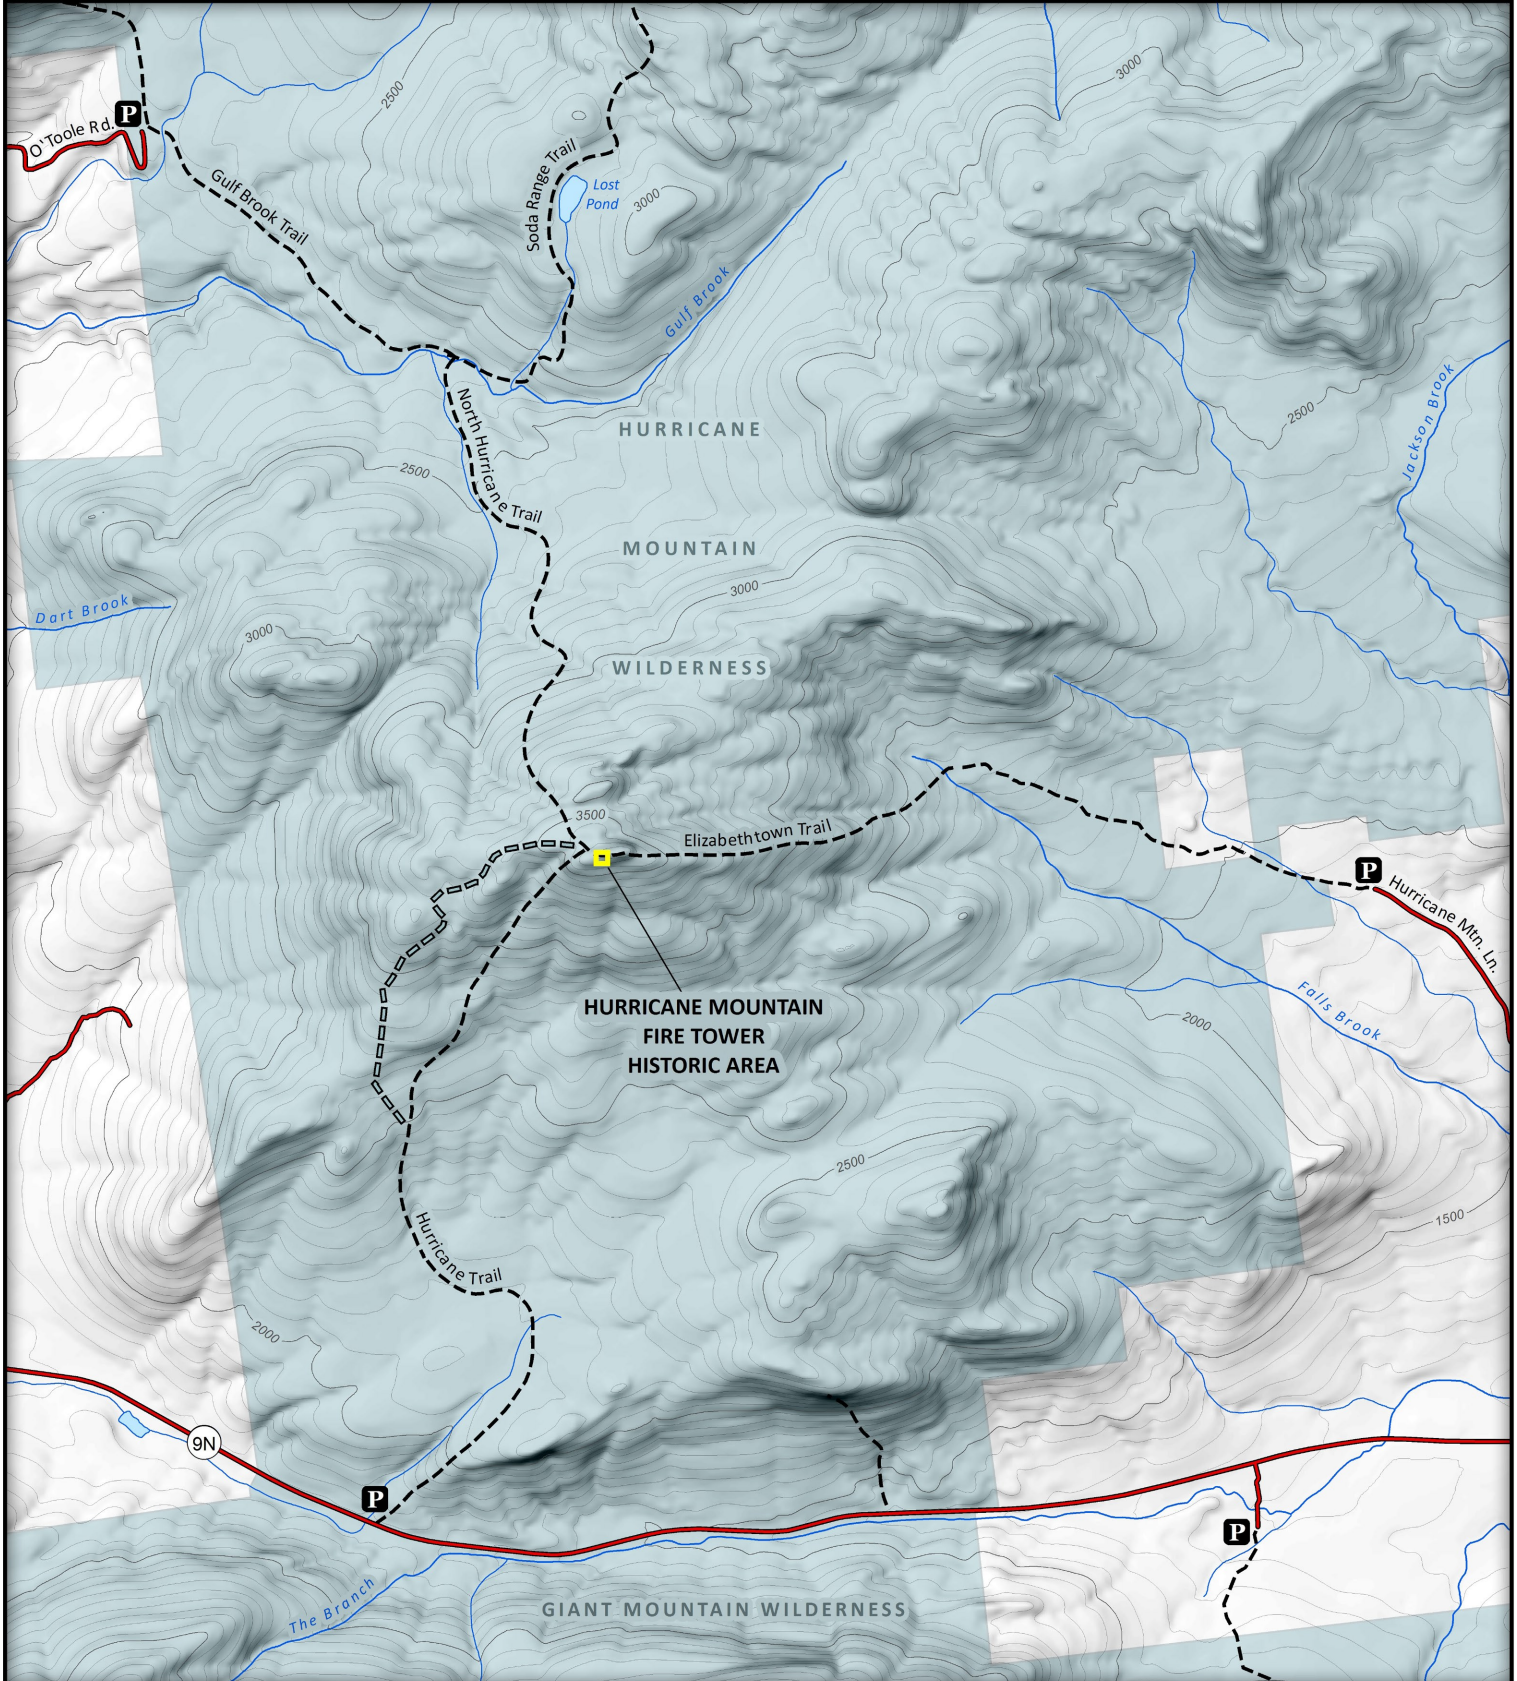 3000
2500
P
O'Toole Rd.
Gulf Brook Trail
Soda Range Trail
Lost
Pond
3000
Gulf Brook
HURRICANE
2500
Jackson Brook
2500
North Hurricane Trail
MOUNTAIN
3000
Dart Brook
3000
WILDERNESS
3500
Elizabethtown Trail
P
Hurricane Mtn. Ln.
HURRICANE MOUNTAIN
FIRE TOWER
HISTORIC AREA
Falls Brook
2000
2500
1500
Hurricane Trail
2000
9N
P
P
The Branch
GIANT MOUNTAIN WILDERNESS